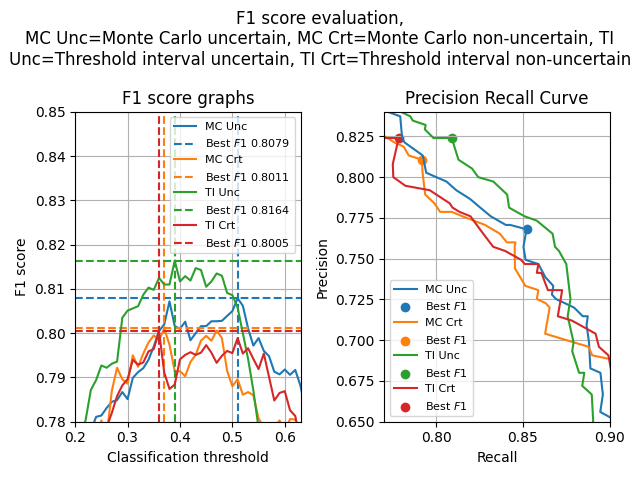 F1 score evaluation,
MC Unc=Monte Carlo uncertain, MC Crt=Monte Carlo non-uncertain, TI
Unc=Threshold interval uncertain, TI Crt=Threshold interval non-uncertain
F1 score graphs
F1 score
0.85
0.84
0.83
0.82
0.81
0.80
0.79
0.78
0.2 0.3 0.4 0.5 0.6
Classification threshold
MC Unc
Best F1 0.8079
MC Crt
Best F1 0.8011
TI Unc
Best F1 0.8164
TI Crt
Best F1 0.8005
Precision Recall Curve
Precision
0.825
0.800
0.775
0.750
0.725
0.700
0.675
0.650
0.80 0.85 0.90
Recall
MC Unc
Best F1
MC Crt
Best F1
TI Unc
Best F1
TI Crt
Best F1